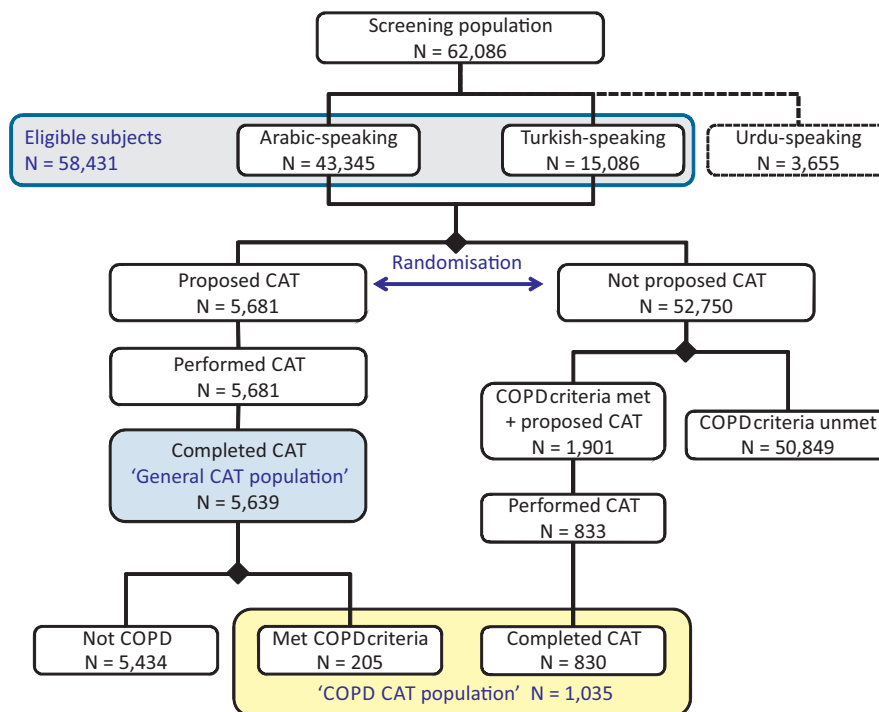 Screening population
N = 62,086
Eligible subjects
N = 58,431
Arabic-speaking
N = 43,345
Turkish-speaking
N = 15,086
Urdu-speaking
N = 3,655
Randomisation
Proposed CAT
N = 5,681
Not proposed CAT
N = 52,750
Performed CAT
N = 5,681
COPD criteria met
+ proposed CAT
N = 1,901
COPD criteria unmet
N = 50,849
Completed CAT
‘General CAT population’
N = 5,639
Performed CAT
N = 833
Not COPD
N = 5,434
Met COPD criteria
N = 205
Completed CAT
N = 830
‘COPD CAT population’ N = 1,035